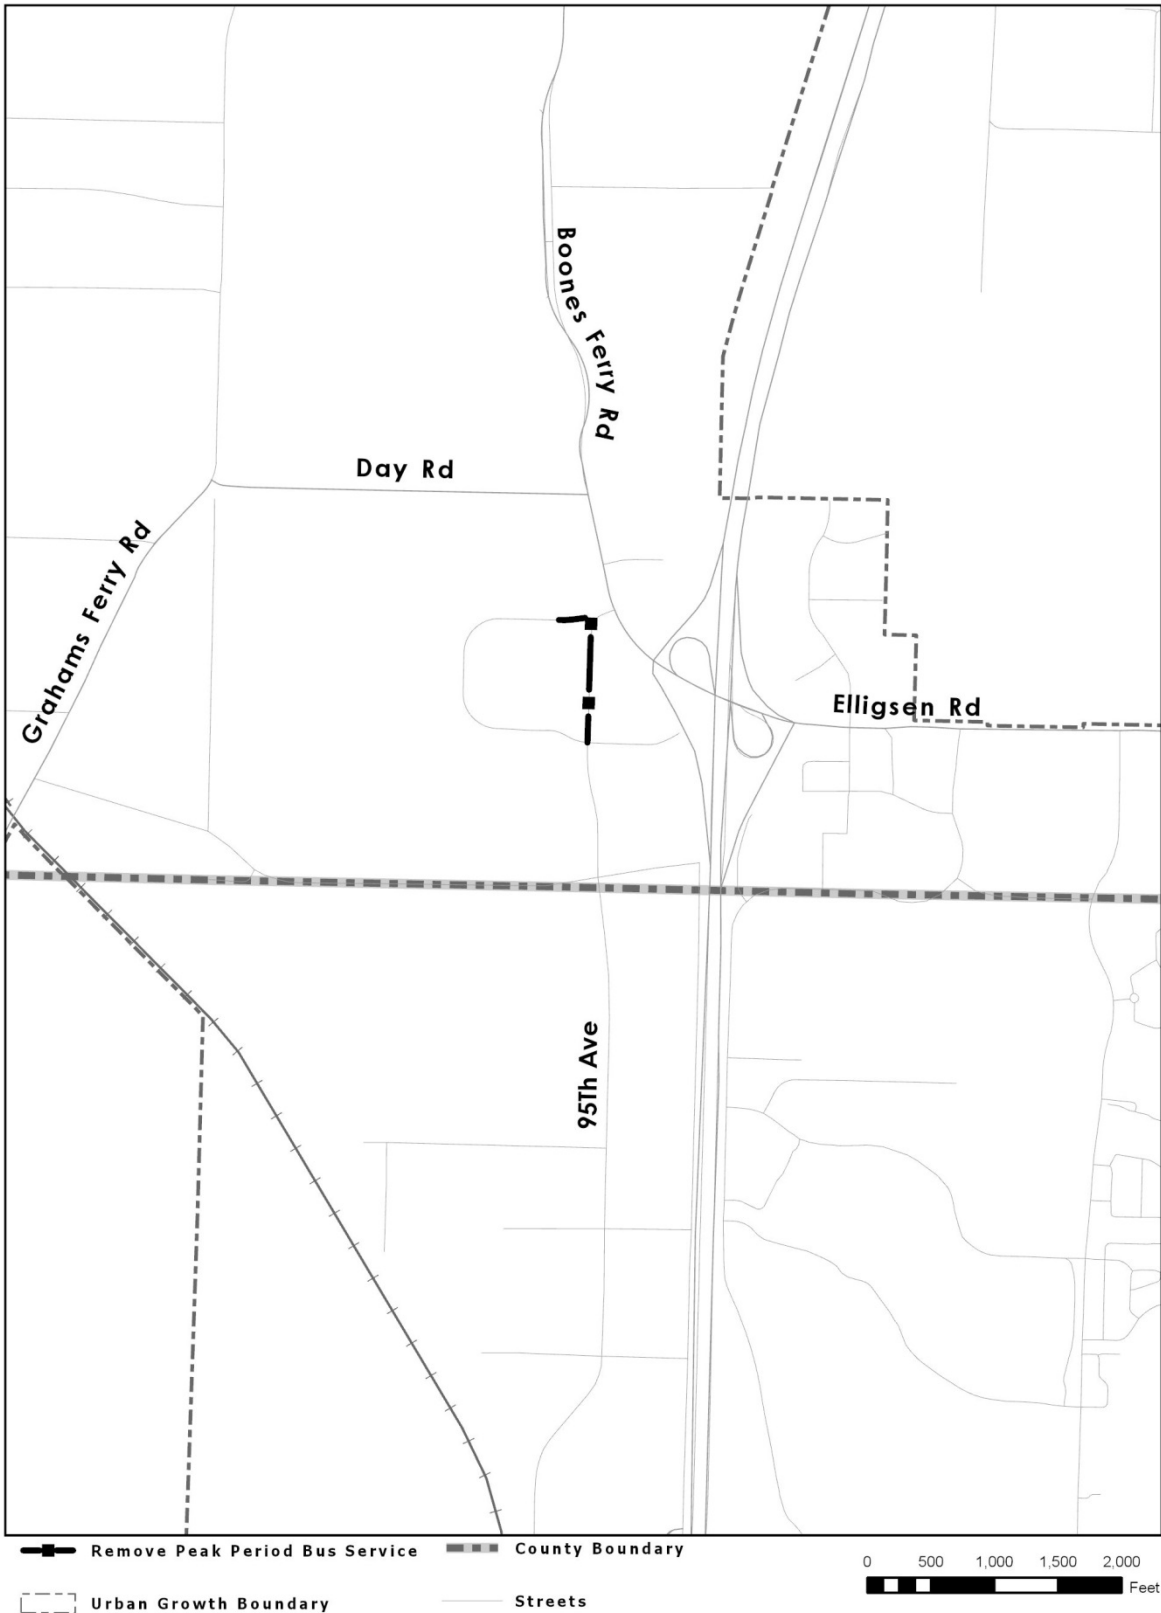 Boones Ferry Rd
Day Rd
Grahams Ferry Rd
Elligsen Rd
95Th Ave
Remove Peak Period Bus Service
County Boundary
0 500 1,000 1,500 2,000
Feet
Urban Growth Boundary
Streets